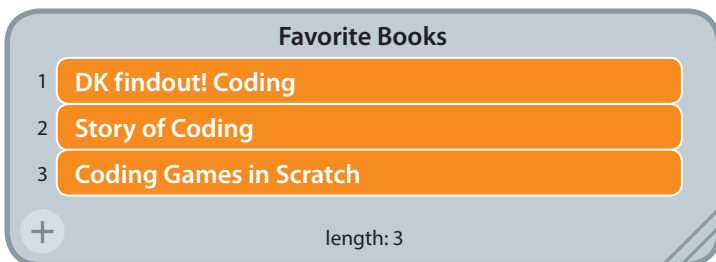 Favorite Books
1 DK findout! Coding
2 Story of Coding
3 Coding Games in Scratch
+ length: 3